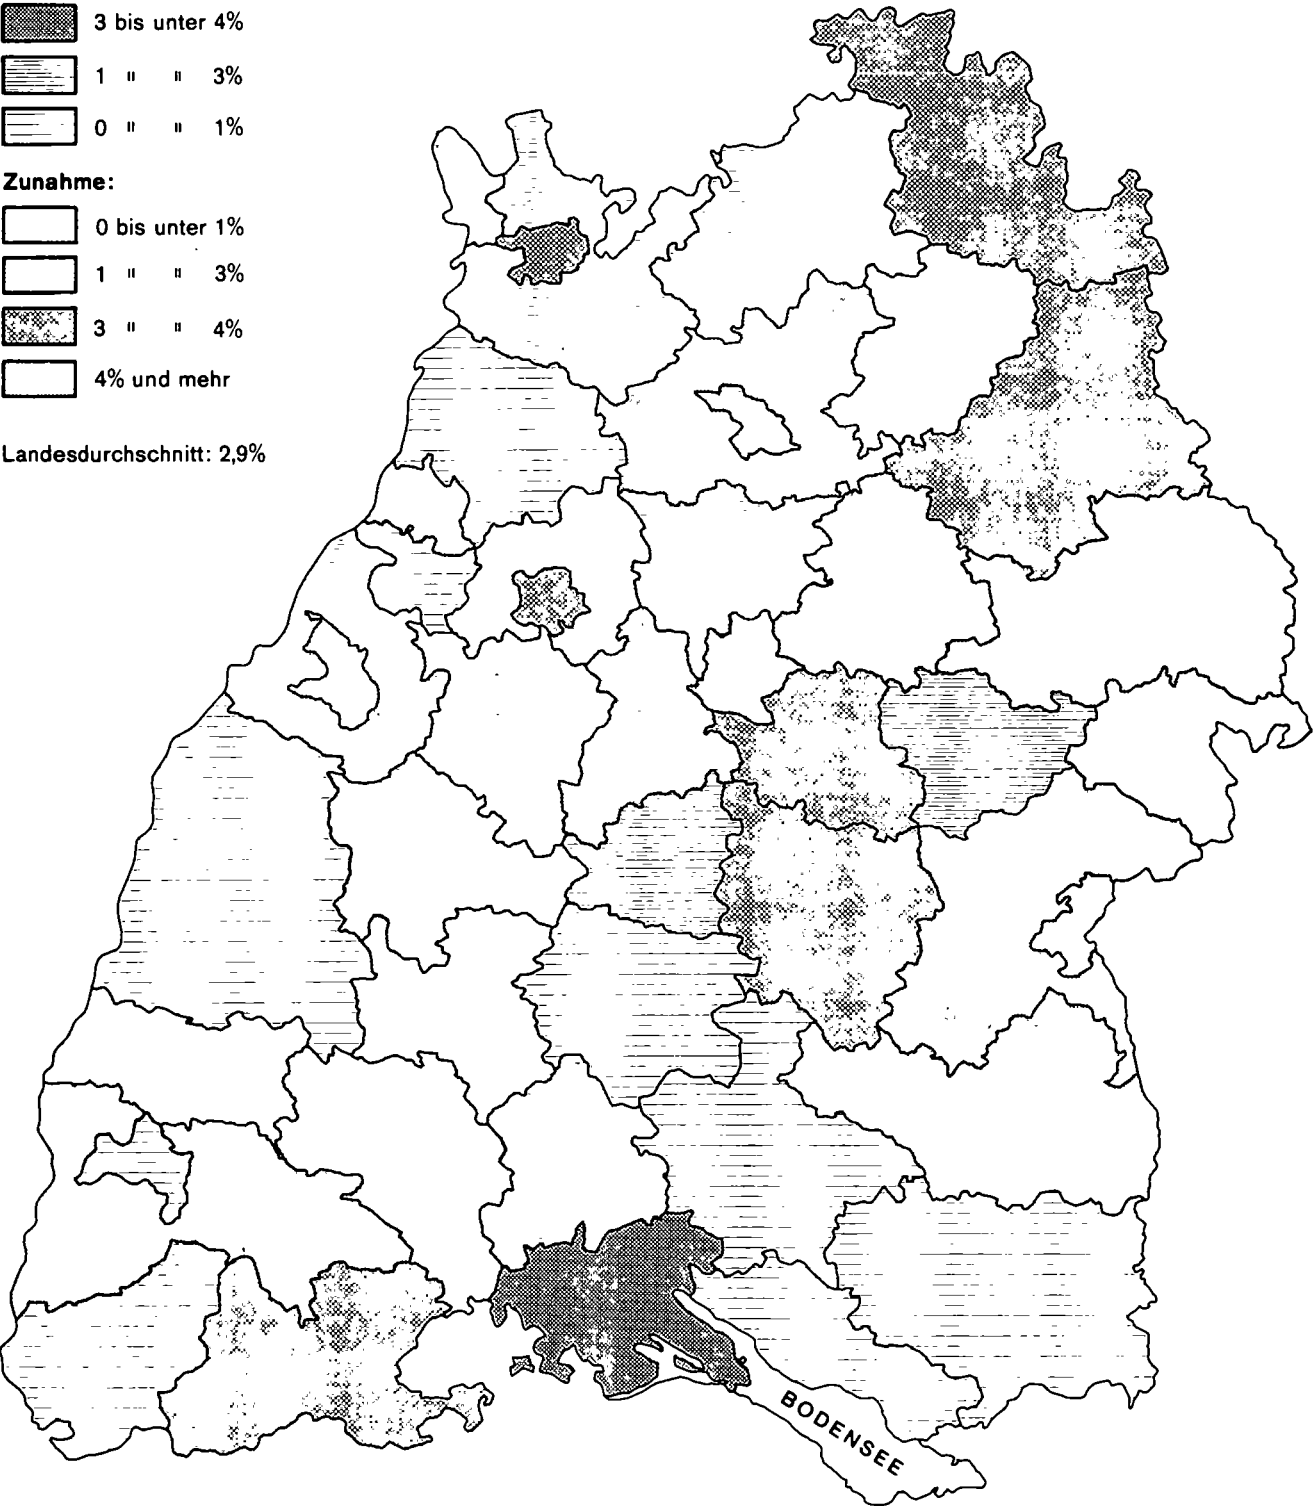 3 bis unter 4%
1 " " 3%
0 " " 1%
Zunahme:
0 bis unter 1%
1 " " 3%
3 " " 4%
4% und mehr
Landesdurchschnitt: 2,9%
BODENSEE